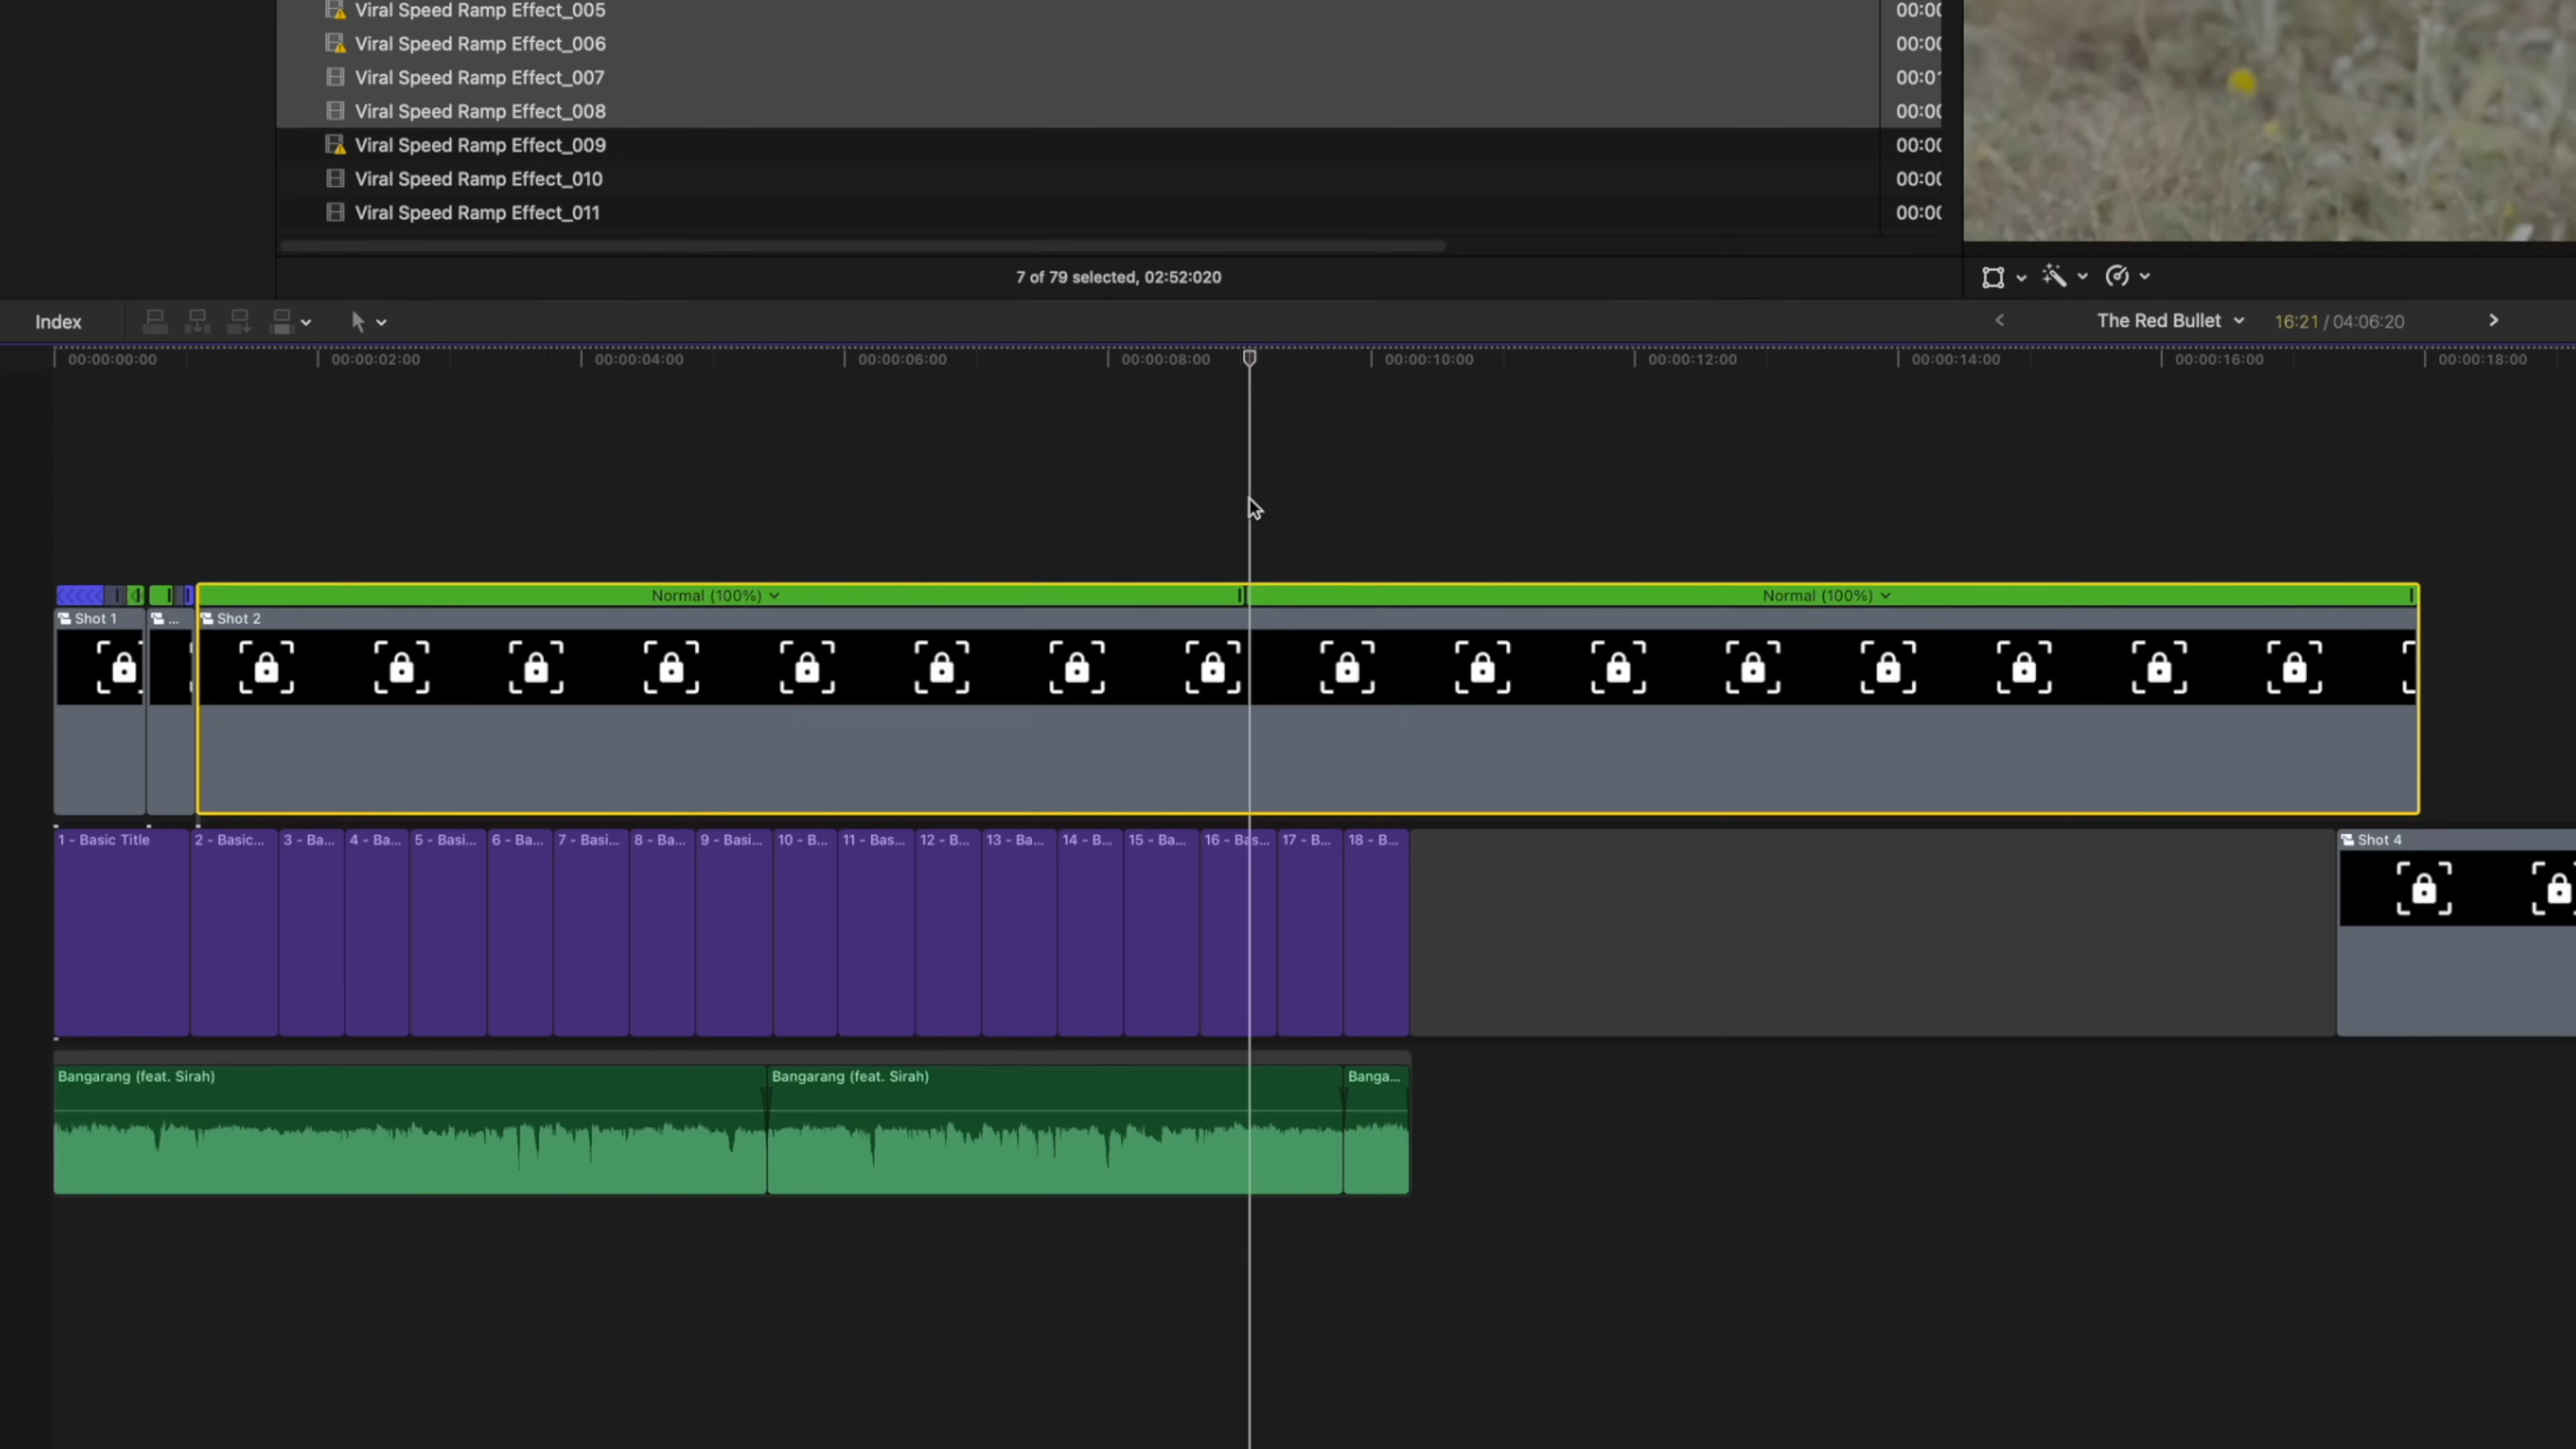 Viral Speed Ramp Effect_005
00:00
Viral Speed Ramp Effect_006
00:00
Viral Speed Ramp Effect_007
00:01
Viral Speed Ramp Effect_008
00:00
Viral Speed Ramp Effect_009
00:00
Viral Speed Ramp Effect_010
00:00
Viral Speed Ramp Effect_011
00:00
7 of 79 selected, 02:52:020
Index
The Red Bullet
16:21 / 04:06:20
00:00:00:00
00:00:02:00
00:00:04:00
00:00:06:00
00:00:08:00
00:00:10:00
00:00:12:00
00:00:14:00
00:00:16:00
00:00:18:00
Normal (100%)
Normal (100%)
Shot 1
...
Shot 2
1 - Basic Title
2 - Basic...
3 - Ba...
4 - Ba...
5 - Basi...
6 - Ba...
7 - Basi...
8 - Ba...
9 - Basi...
10 - B...
11 - Bas...
12 - B...
13 - Ba...
14 - B...
15 - Ba...
16 - Bas...
17 - B...
18 - B...
Shot 4
Bangarang (feat. Sirah)
Bangarang (feat. Sirah)
Banga...